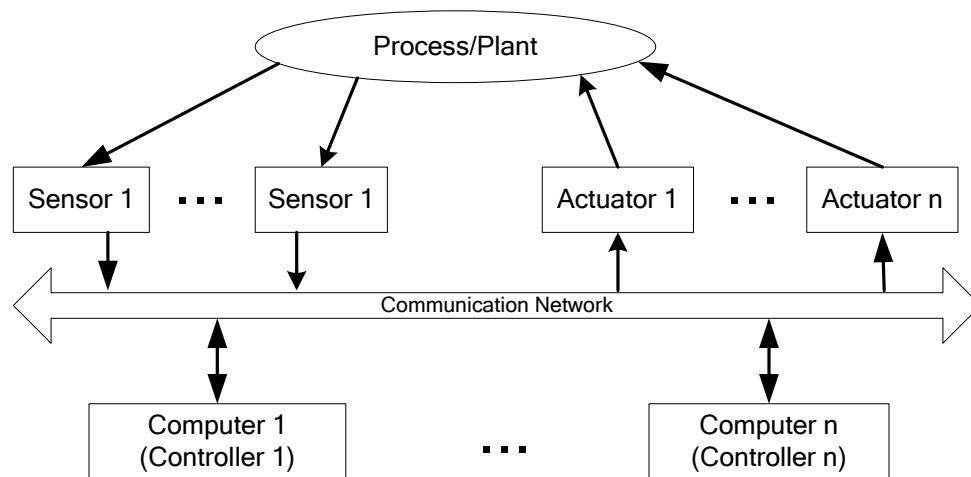 Process/Plant
Sensor 1
Sensor 1
Actuator 1
Actuator n
Communication Network
Computer 1
(Controller 1)
Computer n
(Controller n)